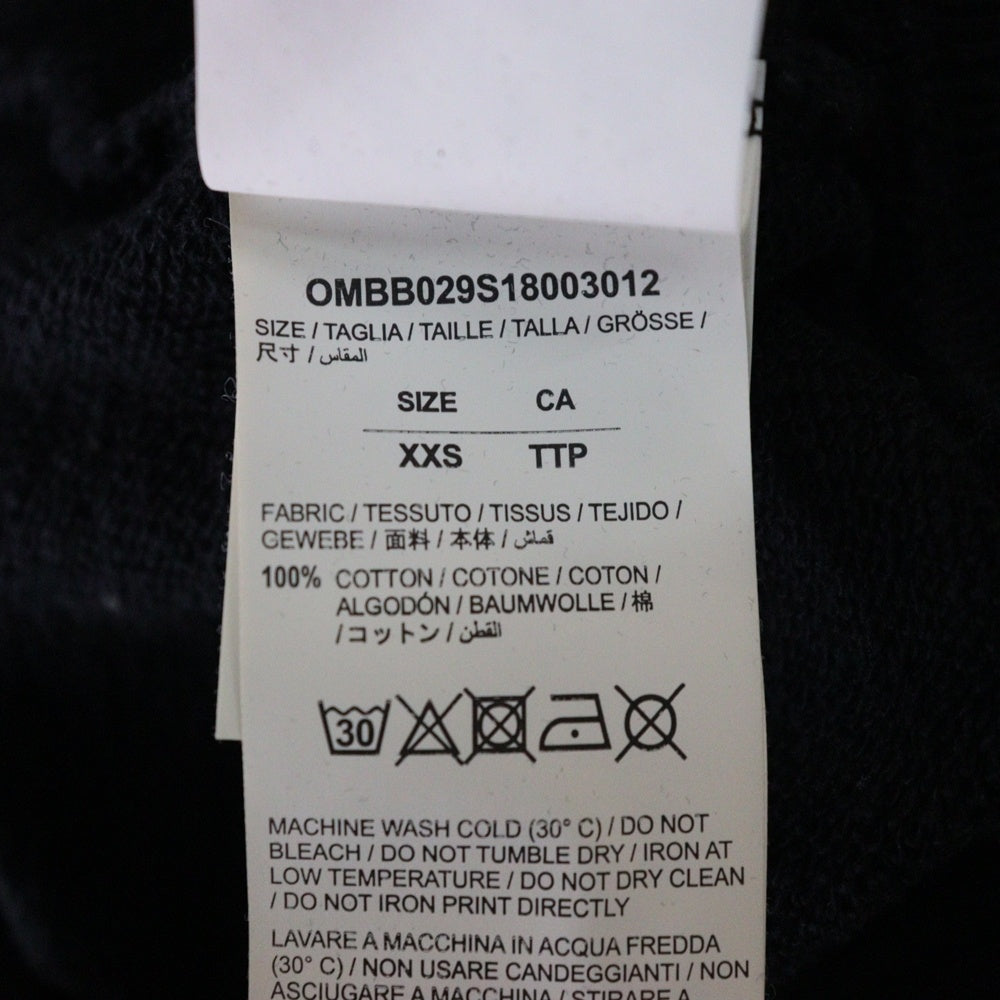 OMBB029S18003012
SIZE / TAGLIA / TAILLE / TALLA / GRÖSSE /
尺寸 / المقاس
SIZE CA
XXS TTP
FABRIC / TESSUTO / TISSUS / TEJIDO /
GEWEBE / 面料 / 本体 / قماش
100% COTTON / COTONE / COTON /
ALGODÓN / BAUMWOLLE / 棉
/ コットン / القطن
30
MACHINE WASH COLD (30° C) / DO NOT
BLEACH / DO NOT TUMBLE DRY / IRON AT
LOW TEMPERATURE / DO NOT DRY CLEAN
/ DO NOT IRON PRINT DIRECTLY
LAVARE A MACCHINA IN ACQUA FREDDA
(30° C) / NON USARE CANDEGGIANTI / NON
ASCIUGARE A MACCHINA / STIRARE A